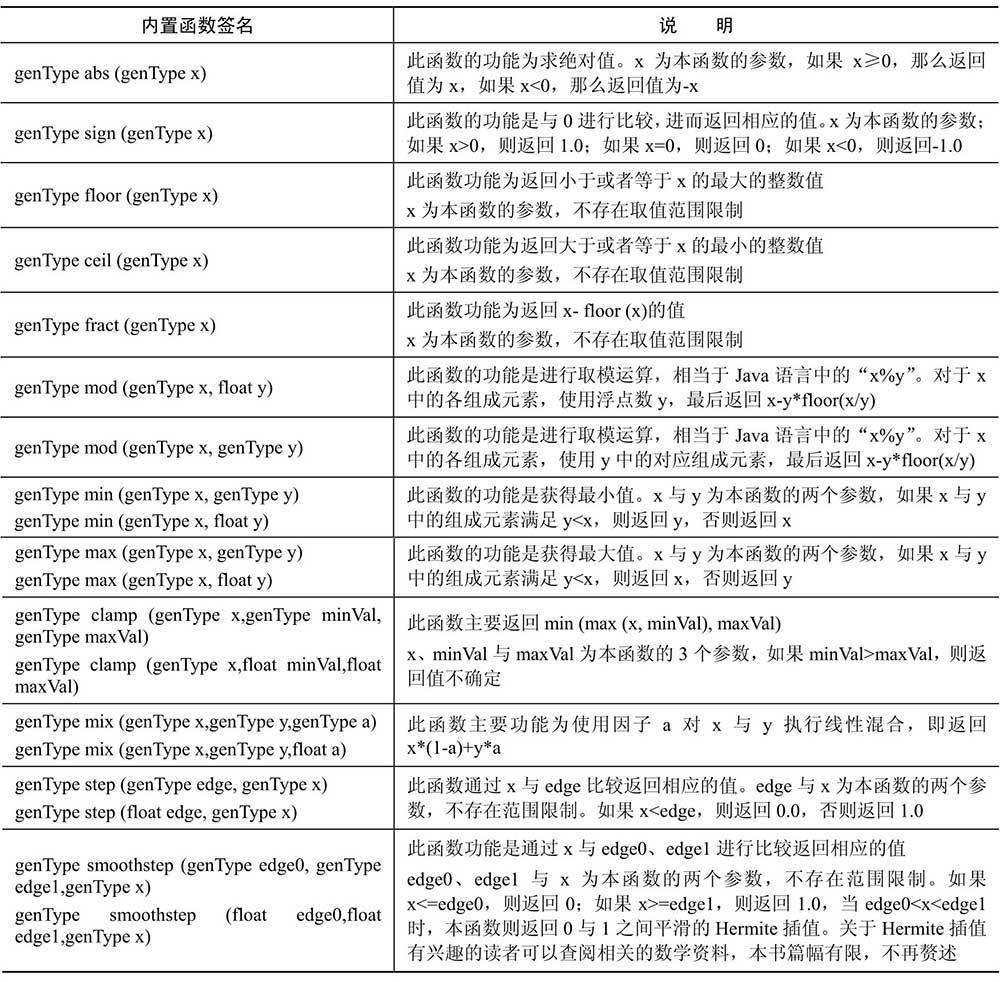 内置函数签名
说 明
genType abs (genType x)
此函数的功能为求绝对值。x 为本函数的参数，如果 x≥0，那么返回
值为 x，如果 x<0，那么返回值为-x
genType sign (genType x)
此函数的功能是与 0 进行比较，进而返回相应的值。x 为本函数的参数；
如果 x>0，则返回 1.0；如果 x=0，则返回 0；如果 x<0，则返回-1.0
genType floor (genType x)
此函数功能为返回小于或者等于 x 的最大的整数值
x 为本函数的参数，不存在取值范围限制
genType ceil (genType x)
此函数功能为返回大于或者等于 x 的最小的整数值
x 为本函数的参数，不存在取值范围限制
genType fract (genType x)
此函数功能为返回 x- floor (x)的值
x 为本函数的参数，不存在取值范围限制
genType mod (genType x, float y)
此函数的功能是进行取模运算，相当于 Java 语言中的“x%y”。对于 x
中的各组成元素，使用浮点数 y，最后返回 x-y*floor(x/y)
genType mod (genType x, genType y)
此函数的功能是进行取模运算，相当于 Java 语言中的“x%y”。对于 x
中的各组成元素，使用 y 中的对应组成元素，最后返回 x-y*floor(x/y)
genType min (genType x, genType y)
genType min (genType x, float y)
此函数的功能是获得最小值。x 与 y 为本函数的两个参数，如果 x 与 y
中的组成元素满足 y<x，则返回 y，否则返回 x
genType max (genType x, genType y)
genType max (genType x, float y)
此函数的功能是获得最大值。x 与 y 为本函数的两个参数，如果 x 与 y
中的组成元素满足 y<x，则返回 x，否则返回 y
genType clamp (genType x,genType minVal,
genType maxVal)
genType clamp (genType x,float minVal,float
maxVal)
此函数主要返回 min (max (x, minVal), maxVal)
x、minVal 与 maxVal 为本函数的 3 个参数，如果 minVal>maxVal，则返
回值不确定
genType mix (genType x,genType y,genType a)
genType mix (genType x,genType y,float a)
此函数主要功能为使用因子 a 对 x 与 y 执行线性混合，即返回
x*(1-a)+y*a
genType step (genType edge, genType x)
genType step (float edge, genType x)
此函数通过 x 与 edge 比较返回相应的值。edge 与 x 为本函数的两个参
数，不存在范围限制。如果 x<edge，则返回 0.0，否则返回 1.0
genType smoothstep (genType edge0, genType
edge1,genType x)
genType smoothstep (float edge0,float
edge1,genType x)
此函数功能是通过 x 与 edge0、edge1 进行比较返回相应的值
edge0、edge1 与 x 为本函数的两个参数，不存在范围限制。如果
x<=edge0，则返回 0；如果 x>=edge1，则返回 1.0，当 edge0<x<edge1
时，本函数则返回 0 与 1 之间平滑的 Hermite 插值。关于 Hermite 插值
有兴趣的读者可以查阅相关的数学资料，本书篇幅有限，不再赘述